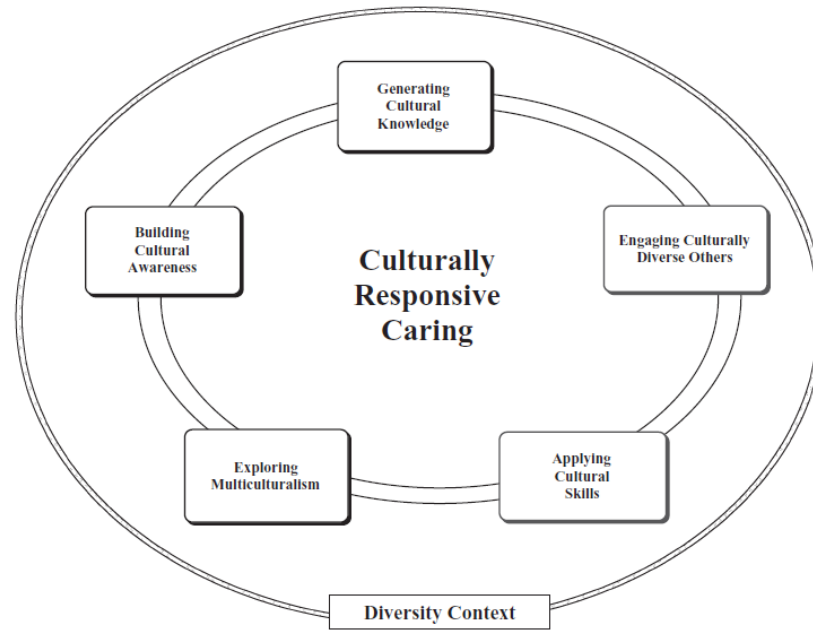 Generating
Cultural
Knowledge
Building
Cultural
Awareness
Engaging Culturally
Diverse Others
Culturally
Responsive
Caring
Exploring
Multiculturalism
Applying
Cultural
Skills
Diversity Context